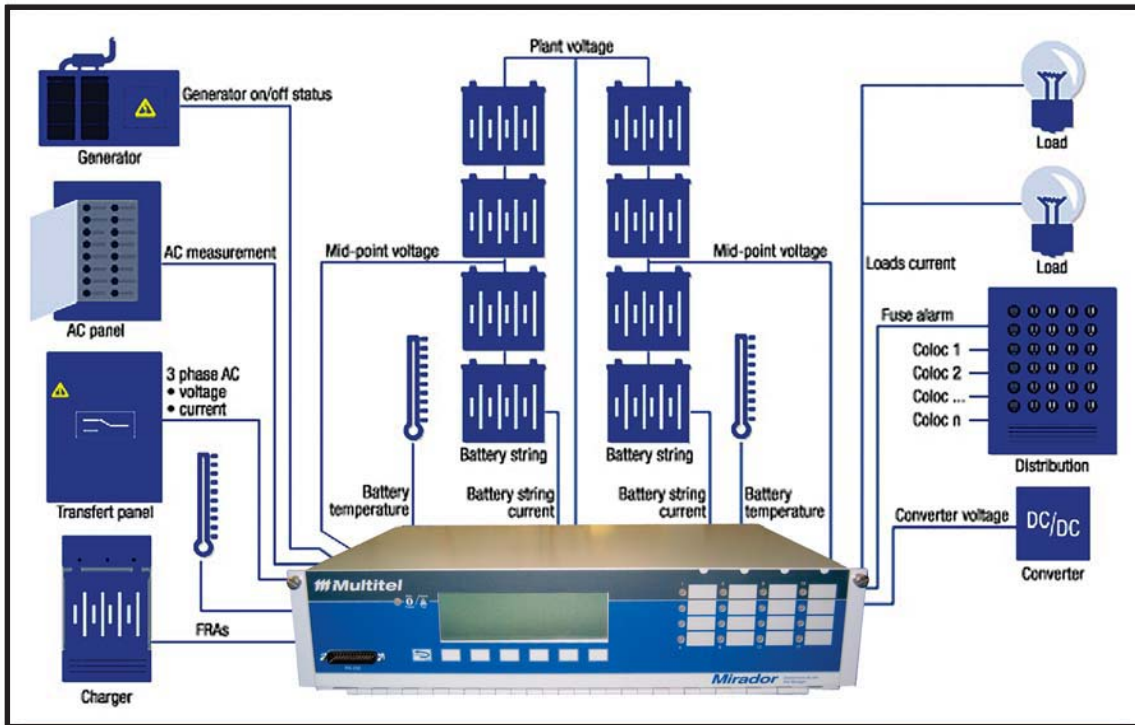 Plant voltage
Generator on/off status
Generator
Load
Load
AC measurement
AC panel
Mid-point voltage
Mid-point voltage
Loads current
Fuse alarm
Coloc 1
Coloc 2
Coloc ...
Coloc n
Distribution
3 phase AC
• voltage
• current
Transfert panel
Battery string
Battery string
Battery
temperature
Battery string
current
Battery string
current
Battery
temperature
Converter voltage
DC/DC
Converter
FRAs
Charger
Multitel
Mirador